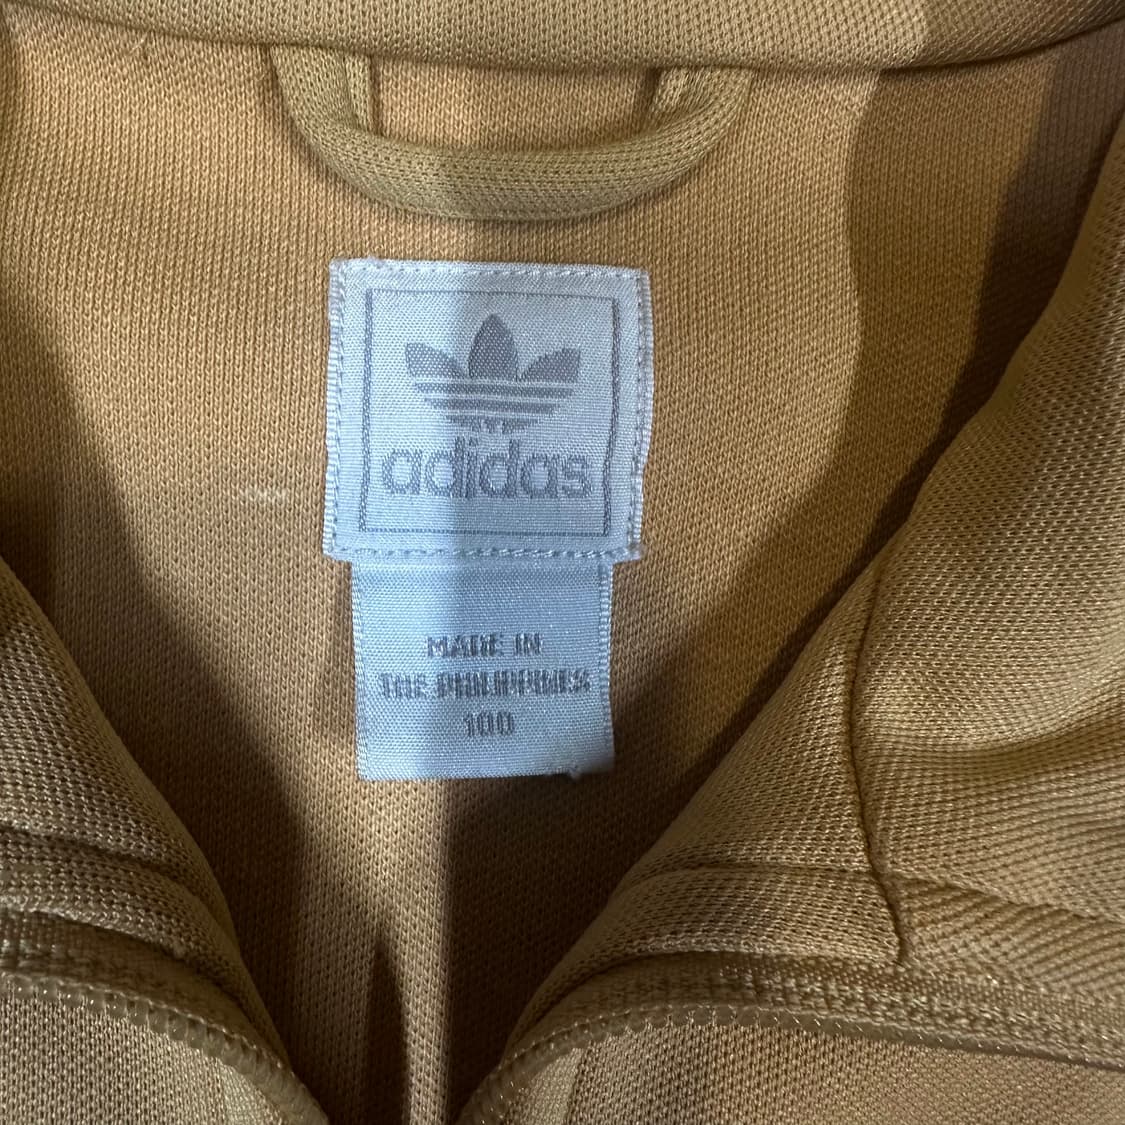 adidas
MADE IN
THE PHILIPPINES
100